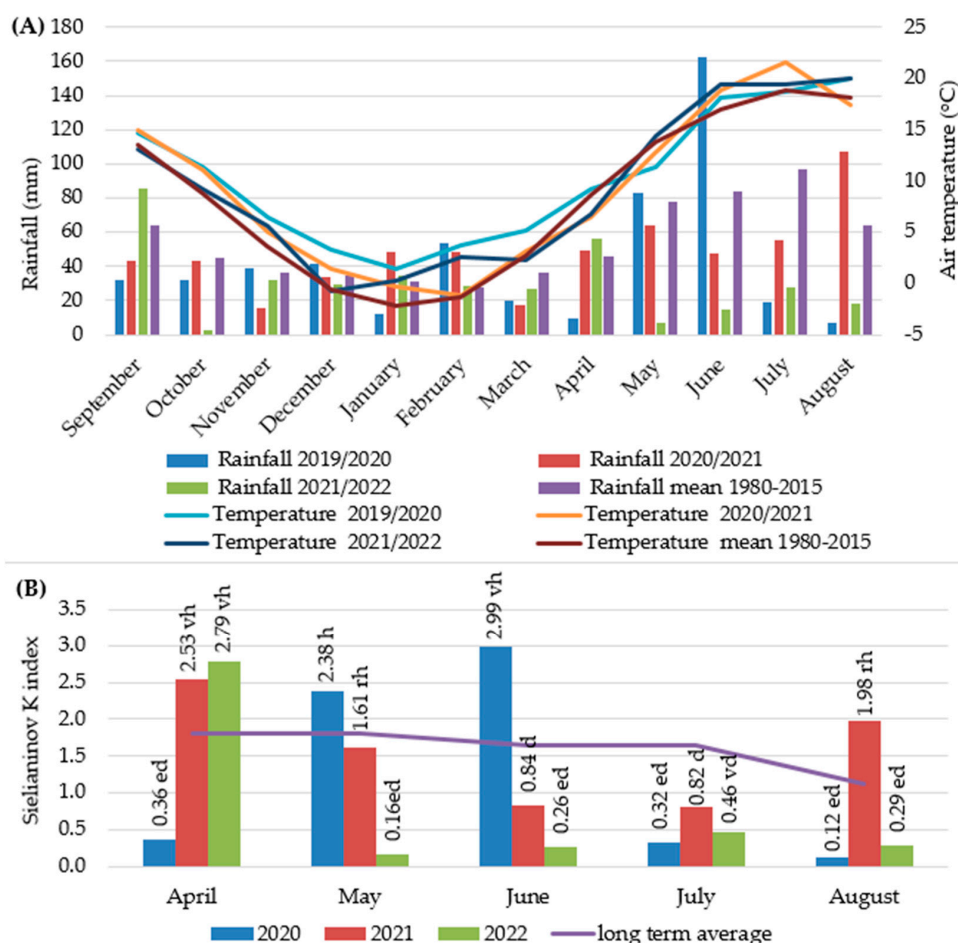 (A)
180
160
140
120
100
80
60
40
20
0
Rainfall (mm)
25
20
15
10
5
0
-5
Air temperature (°C)
September
October
November
December
January
February
March
April
May
June
July
August
Rainfall 2019/2020
Rainfall 2020/2021
Rainfall 2021/2022
Rainfall mean 1980-2015
Temperature 2019/2020
Temperature 2020/2021
Temperature 2021/2022
Temperature mean 1980-2015
(B)
3.5
3.0
2.5
2.0
1.5
1.0
0.5
0.0
Sielianinov K index
0.36 ed
2.53 vh
2.79 vh
2.38 h
1.61 rh
0.16ed
2.99 vh
0.84 d
0.26 ed
0.32 ed
0.82 d
0.46 vd
0.12 ed
1.98 rh
0.29 ed
April
May
June
July
August
2020
2021
2022
long term average